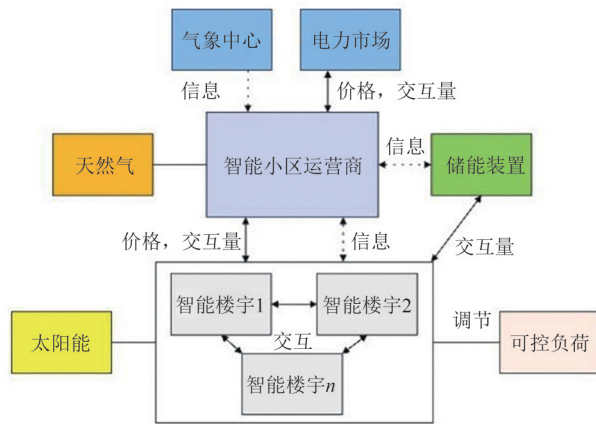 气象中心
电力市场
信息
价格，交互量
天然气
智能小区运营商
信息
储能装置
价格，交互量
信息
交互量
智能楼宇1
智能楼宇2
太阳能
交互
调节
可控负荷
智能楼宇n